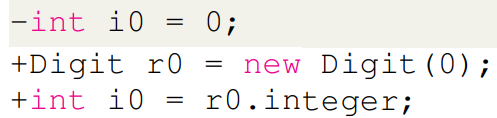 -int i0 = 0;
+Digit r0 = new Digit(0);
+int i0 = r0.integer;